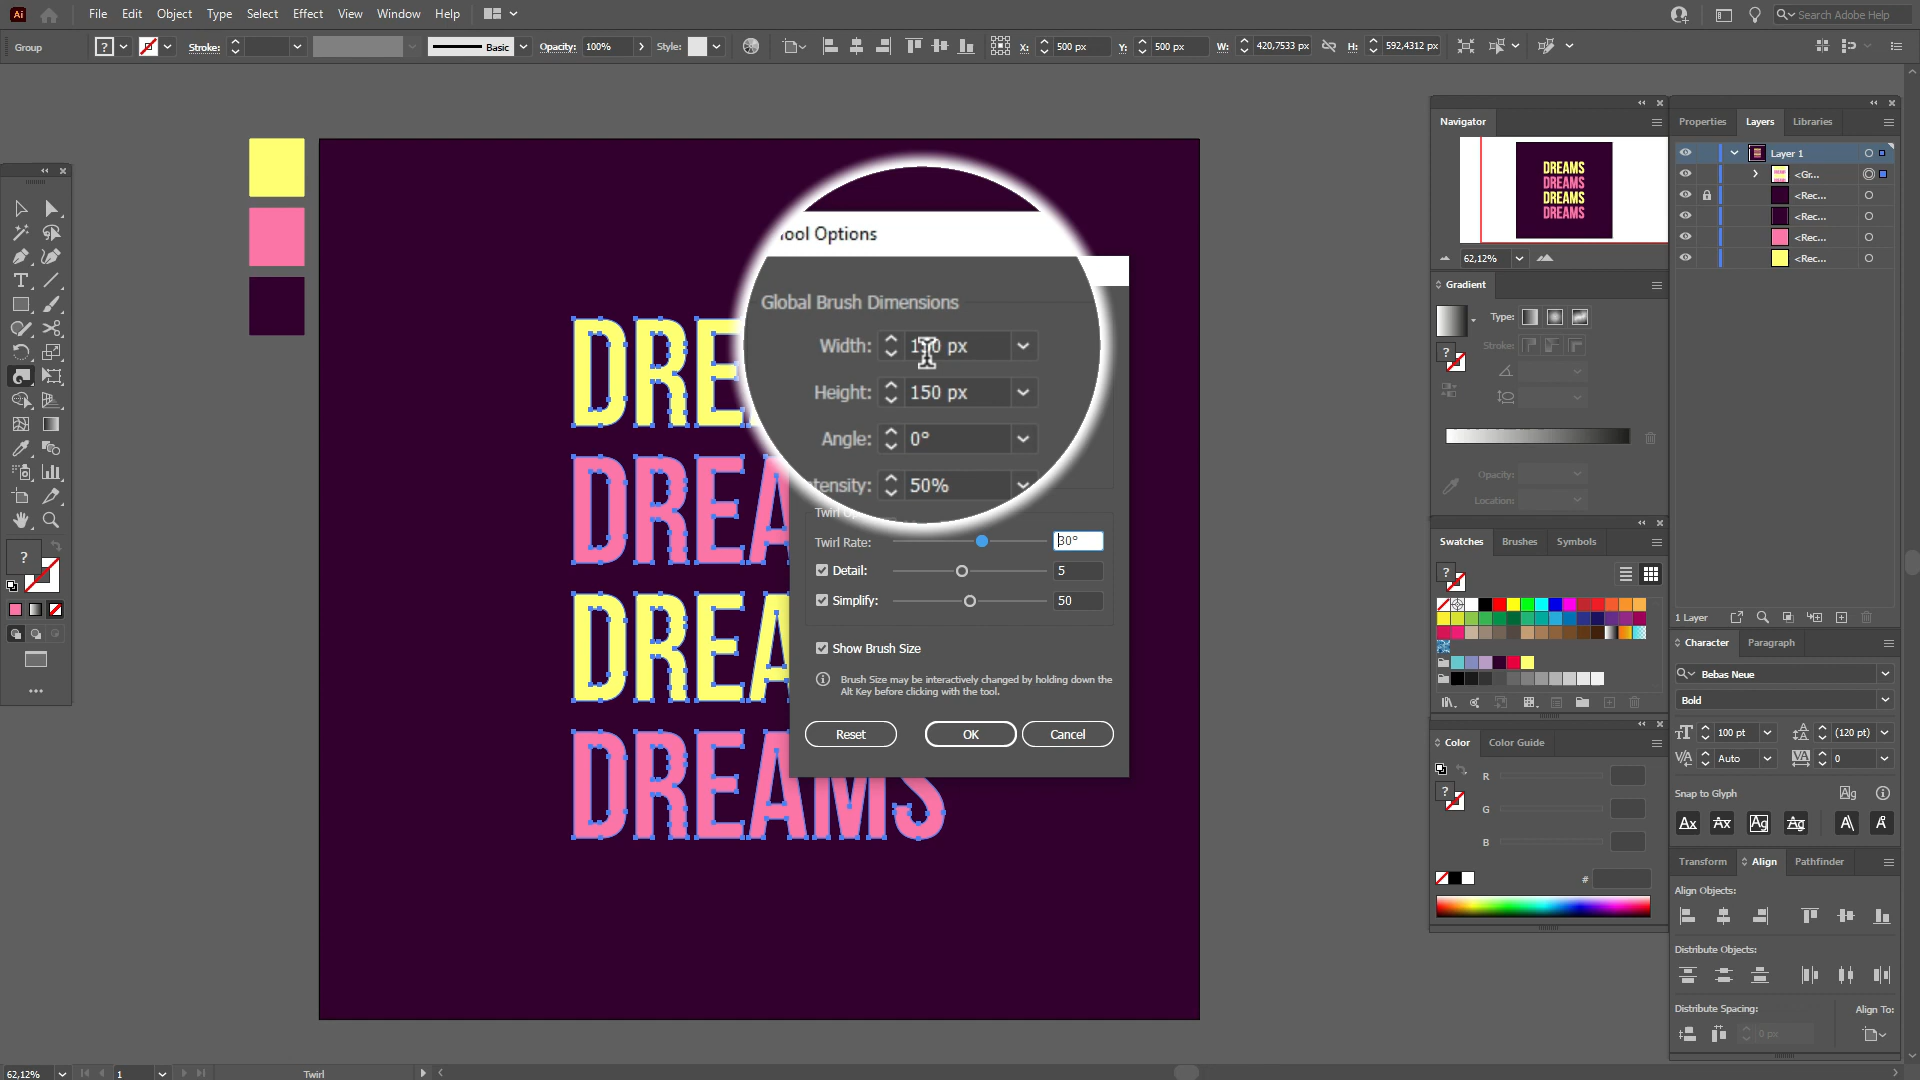 Ai File Edit Object Type Select Effect View Window Help Search Adobe Help
Group Stroke: Basic Opacity: 100% Style: X: 500 px Y: 500 px W: 420,7533 px H: 592,4312 px
Navigator
Properties Layers Libraries
Layer 1
<Gr...
<Rec...
<Rec...
<Rec...
<Rec...
DREAMS
DREAMS
DREAMS
DREAMS
62,12%
Tool Options
Global Brush Dimensions
Width: px
Height: 150 px
Angle: 0°
Intensity: 50%
Twirl Rate: 30°
Detail: 5
Simplify: 50
Show Brush Size
Brush Size may be interactively changed by holding down the
Alt Key before clicking with the tool.
Reset OK Cancel
DRE
DREA
DREA
DREAMS
Gradient
Type:
Stroke:
Opacity:
Location:
Swatches Brushes Symbols
1 Layer
Character Paragraph
Bebas Neue
Bold
100 pt (120 pt)
Auto 0
Snap to Glyph
Color Color Guide
R
G
B
#
Transform Align Pathfinder
Align Objects:
Distribute Objects:
Distribute Spacing: Align To:
0 px
62,12% 1 Twirl